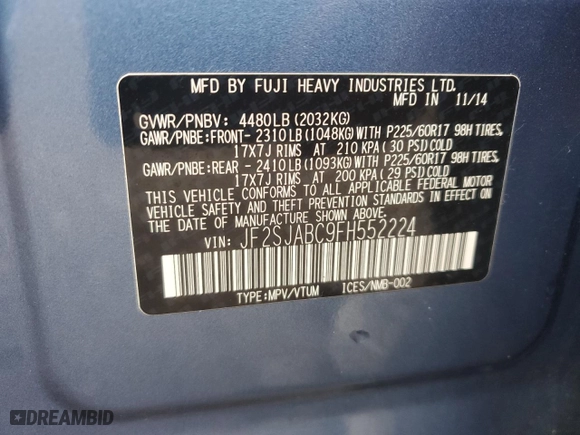 MFD BY FUJI HEAVY INDUSTRIES LTD.
MFD IN 11/14
GVWR/PNBV: 4480LB(2032KG)
GAWR/PNBE:FRONT- 2310LB(1048KG)WITH P225/60R17 98H TIRES,
17X7J RIMS AT 210 KPA( 30 PSI)COLD
GAWR/PNBE:REAR - 2410LB(1093KG)WITH P225/60R17 98H TIRES,
17X7J RIMS AT 200 KPA( 29 PSI)COLD
THIS VEHICLE CONFORMS TO ALL APPLICABLE FEDERAL MOTOR
VEHICLE SAFETY AND THEFT PREVENTION STANDARDS IN EFFECT ON
THE DATE OF MANUFACTURE SHOWN ABOVE.
VIN: JF2SJABC9FH552224
TYPE:MPV/VTUM ICES/NMB-002
DREAMBID